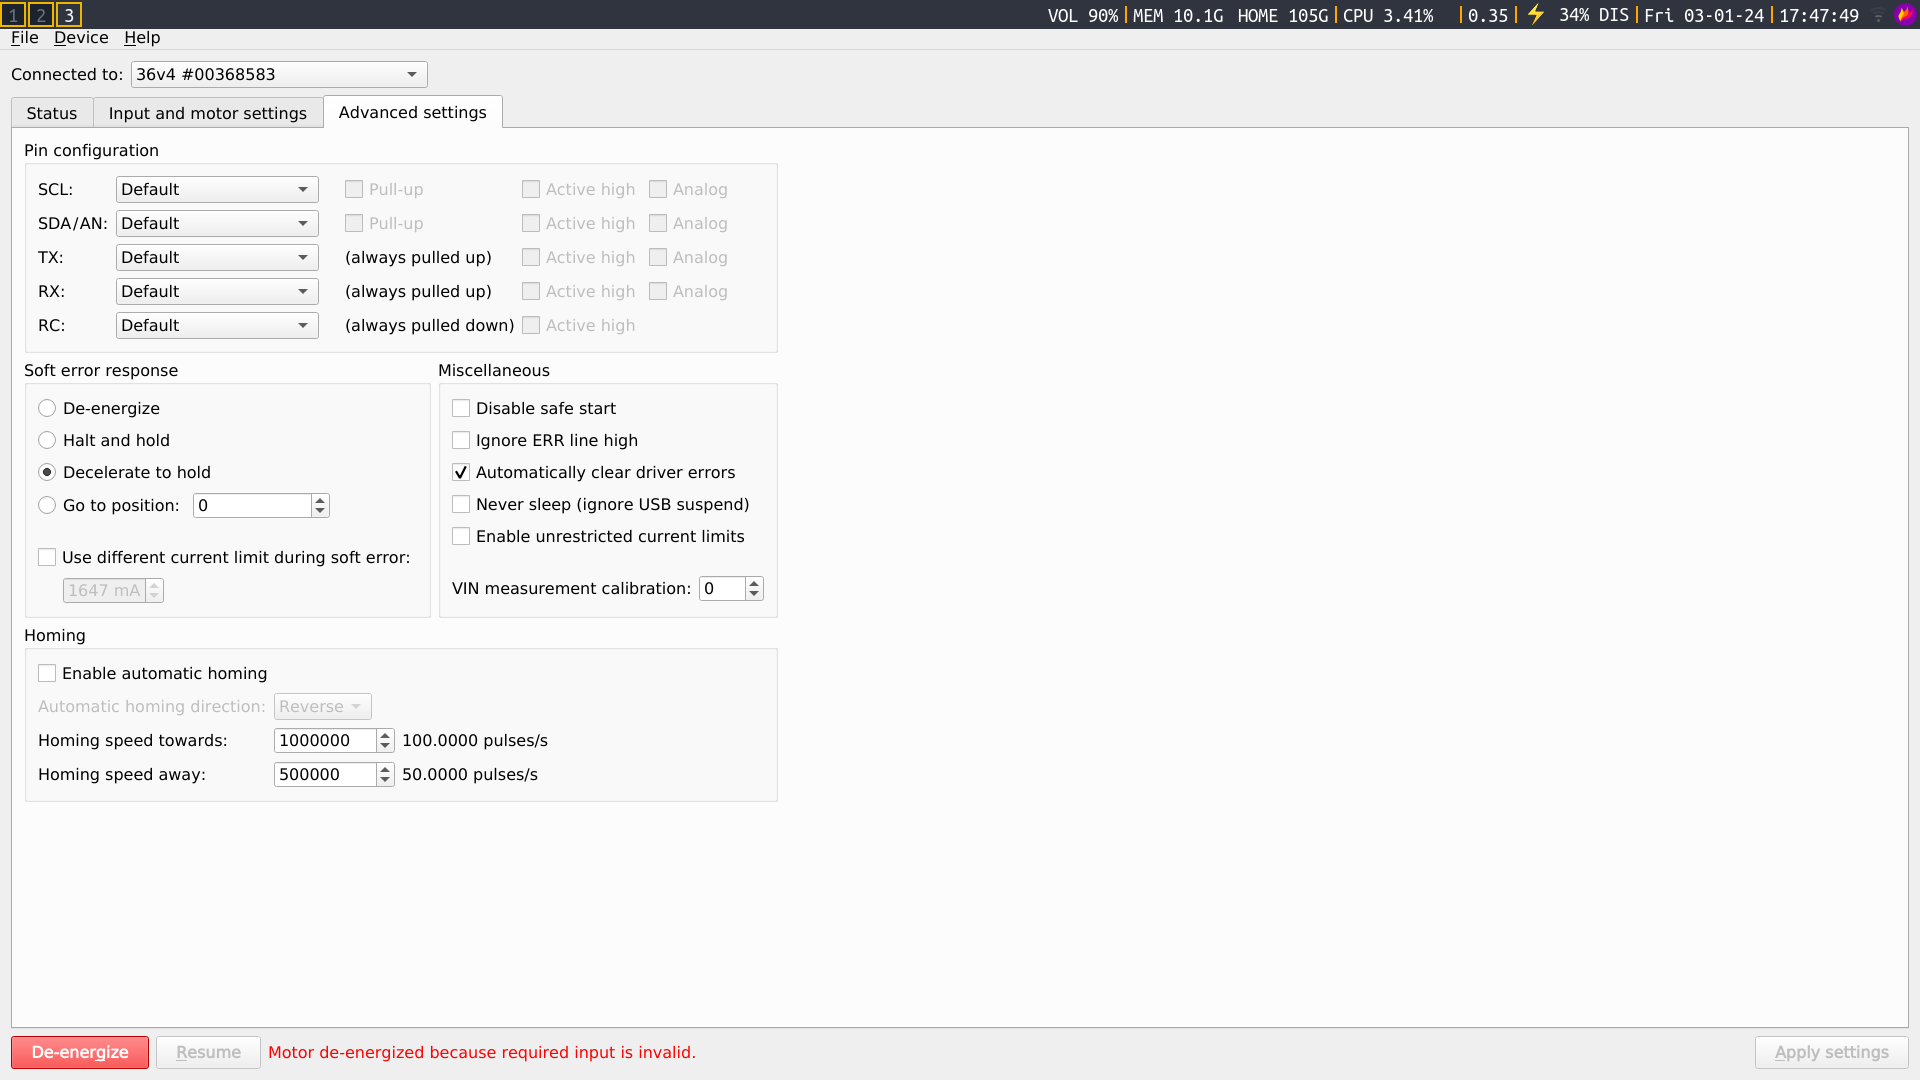 1 2 3 VOL 90% MEM 10.1G HOME 105G CPU 3.41% 0.35 34% DIS Fri 03-01-24 17:47:49
File Device Help
Connected to: 36v4 #00368583
Status Input and motor settings Advanced settings
Pin configuration
SCL: Default Pull-up Active high Analog
SDA/AN: Default Pull-up Active high Analog
TX: Default (always pulled up) Active high Analog
RX: Default (always pulled up) Active high Analog
RC: Default (always pulled down) Active high
Soft error response
De-energize
Halt and hold
Decelerate to hold
Go to position: 0
Use different current limit during soft error:
1647 mA
Miscellaneous
Disable safe start
Ignore ERR line high
Automatically clear driver errors
Never sleep (ignore USB suspend)
Enable unrestricted current limits
VIN measurement calibration: 0
Homing
Enable automatic homing
Automatic homing direction: Reverse
Homing speed towards: 1000000 100.0000 pulses/s
Homing speed away: 500000 50.0000 pulses/s
De-energize Resume Motor de-energized because required input is invalid. Apply settings